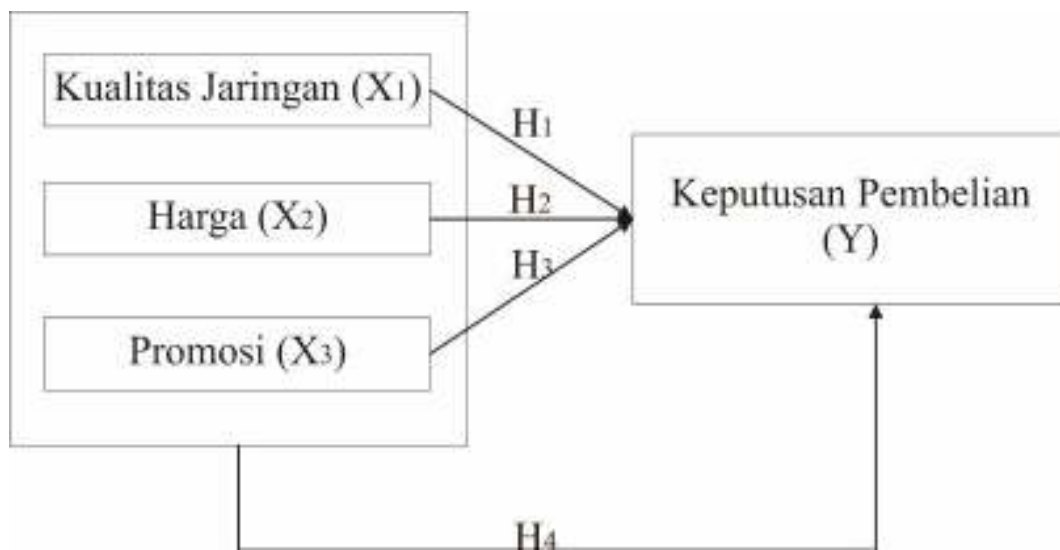 Kualitas Jaringan (X1)
H1
Harga (X2)
H2
Keputusan Pembelian
(Y)
H3
Promosi (X3)
H4